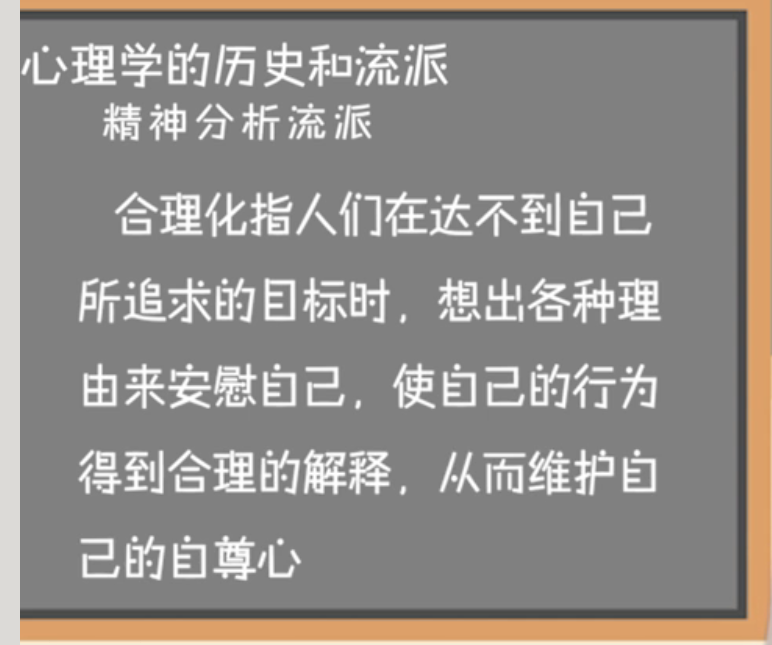 心理学的历史和流派
精神分析流派
合理化指人们在达不到自己
所追求的目标时，想出各种理
由来安慰自己，使自己的行为
得到合理的解释，从而维护自
己的自尊心